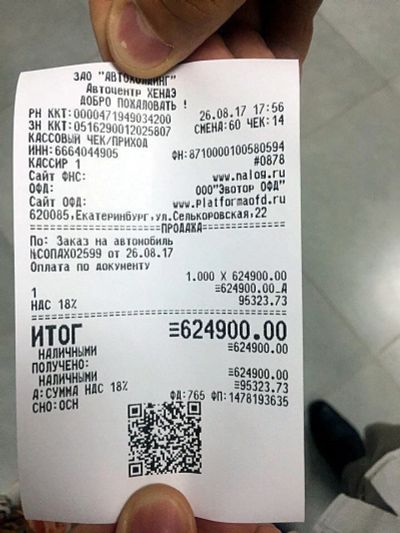 ЗАО "АВТОХОЛДИНГ"
Автоцентр ХЕНДЭ
ДОБРО ПОЖАЛОВАТЬ !
РН ККТ:0000471949034200 26.08.17 17:56
ЗН ККТ:0516290012025807 СМЕНА:60 ЧЕК:14
КАССОВЫЙ ЧЕК/ПРИХОД
ИНН:6664044905 ФН:8710000100580594
КАССИР 1 #0878
Сайт ФНС: www.nalog.ru
ОФД: ООО"Эвотор ОФД"
Сайт ОФД: www.platformaofd.ru
620085,Екатеринбург,ул.Селькоровская,22
ПРОДАЖА
По: Заказ на автомобиль
№СОПАХ02599 от 26.08.17
Оплата по документу
1.000 X 624900.00
1 ≡624900.00_А
НДС 18% 95323.73
ИТОГ ≡624900.00
НАЛИЧНЫМИ ≡624900.00
ПОЛУЧЕНО:
НАЛИЧНЫМИ ≡624900.00
А:СУММА НДС 18% ≡95323.73
СНО:ОСН ФД:765 ФП:1478193635